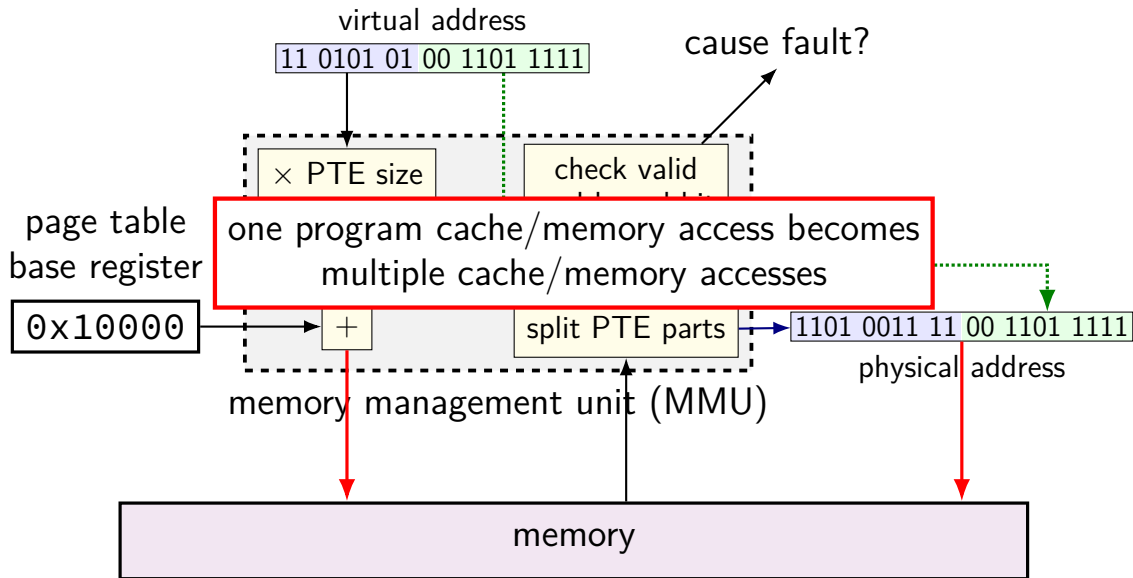 virtual address
11 0101 01 00 1101 1111
cause fault?
× PTE size
check valid
page table
base register
one program cache/memory access becomes
multiple cache/memory accesses
0x10000
+
split PTE parts
1101 0011 11 00 1101 1111
physical address
memory management unit (MMU)
memory